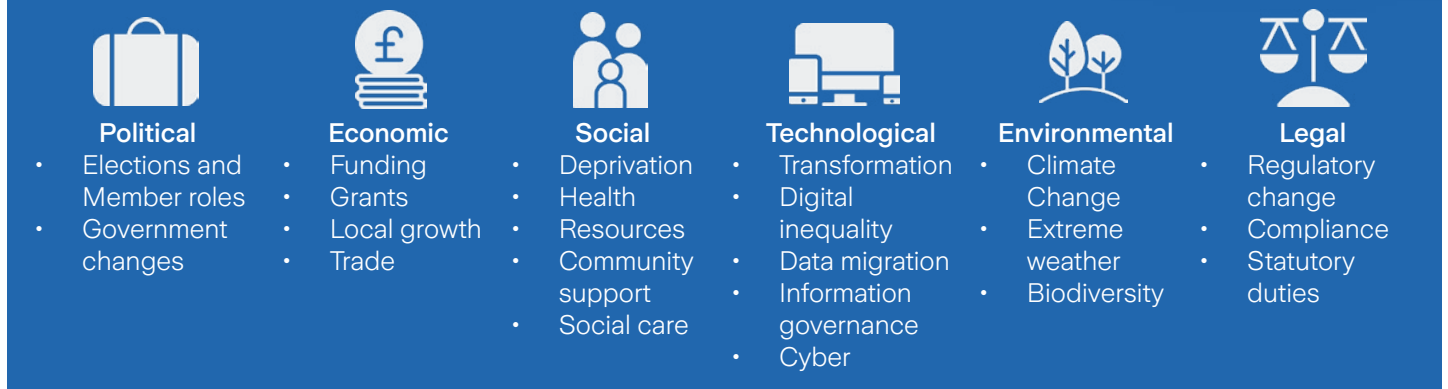 £
Political
• Elections and
Member roles
• Government
changes
Economic
• Funding
• Grants
• Local growth
• Trade
Social
• Deprivation
• Health
• Resources
• Community
support
• Social care
Technological
• Transformation
• Digital
inequality
• Data migration
• Information
governance
• Cyber
Environmental
• Climate
Change
• Extreme
weather
• Biodiversity
Legal
• Regulatory
change
• Compliance
• Statutory
duties